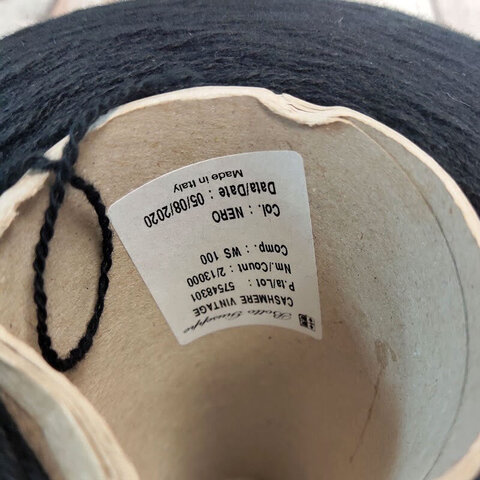 Botto Giuseppe
CASHMERE VINTAGE
P.ta/Lot : 57548301
Nm./Count : 2/13000
Comp. : WS 100
Col. : NERO
Data/Date : 05/08/2020
Made in Italy